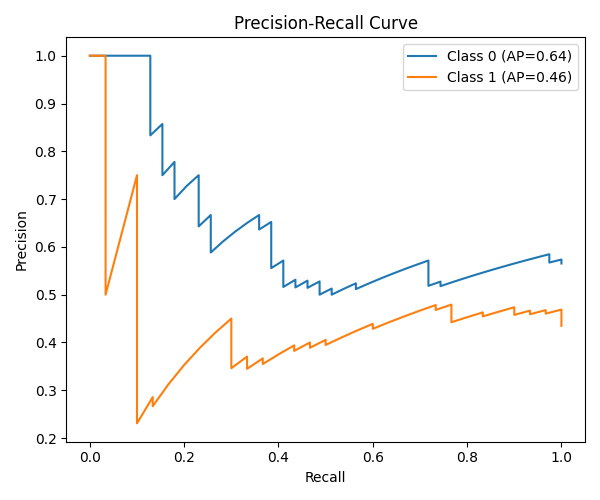 Precision-Recall Curve
Class 0 (AP=0.64)
Class 1 (AP=0.46)
Precision
1.0
0.9
0.8
0.7
0.6
0.5
0.4
0.3
0.2
0.0 0.2 0.4 0.6 0.8 1.0
Recall